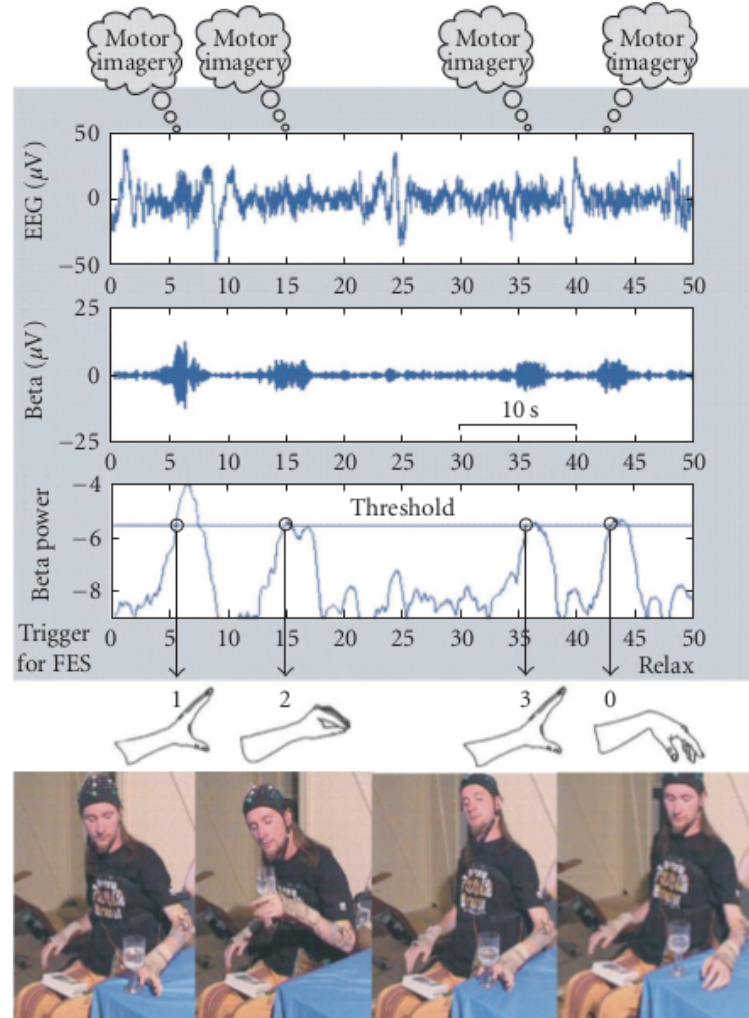 Motor
imagery
Motor
imagery
Motor
imagery
Motor
imagery
EEG (μV)
50
0
−50
0 5 10 15 20 25 30 35 40 45 50
Beta (μV)
25
0
−25
10 s
0 5 10 15 20 25 30 35 40 45 50
Beta power
−4
−6
−8
Threshold
0 5 10 15 20 25 30 35 40 45 50
Trigger
for FES
Relax
1 2 3 0